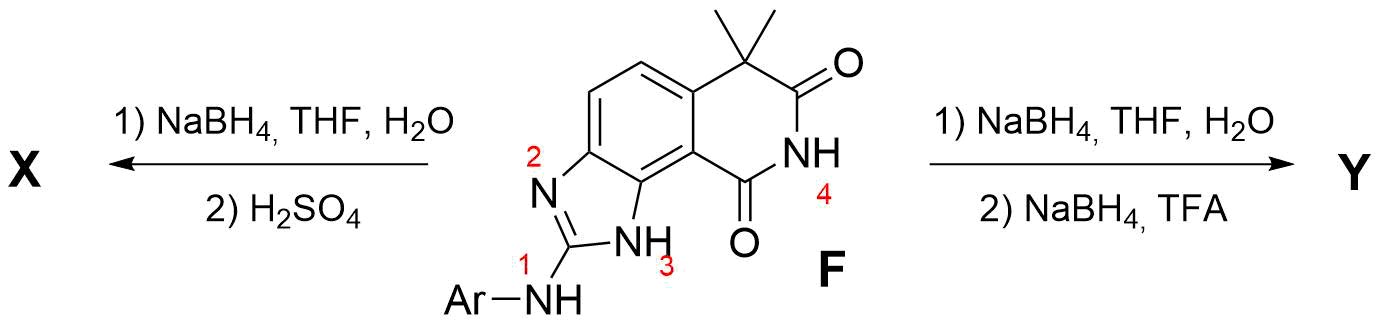 1) NaBH4, THF, H2O
2) H2SO4
X
O
NH
4
O
2
N
NH
3
1
Ar
NH
F
1) NaBH4, THF, H2O
2) NaBH4, TFA
Y